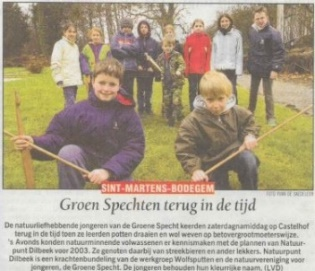 SINT-MARTENS-BODEGEM
Groen Spechten terug in de tijd
De natuurliefhebbende jongeren van de Groene Specht keerden zaterdagnamiddag op Castelhof
terug in de tijd toen ze leerden potten draaien en wol weven op betovergrootmoeterswijze.
's Avonds konden natuurminnende volwassenen er kennismaken met de plannen van Natuur-
punt Dilbeek voor 2003. Ze genoten daarbij van streekbieren en ander lekkers. Natuurpunt
Dilbeek is een krachtenbundeling van de werkgroep Wolfsputten en de natuurvereniging voor
jongeren, de Groene Specht. De jongeren behouden hun kleurrijke naam. (LVD)